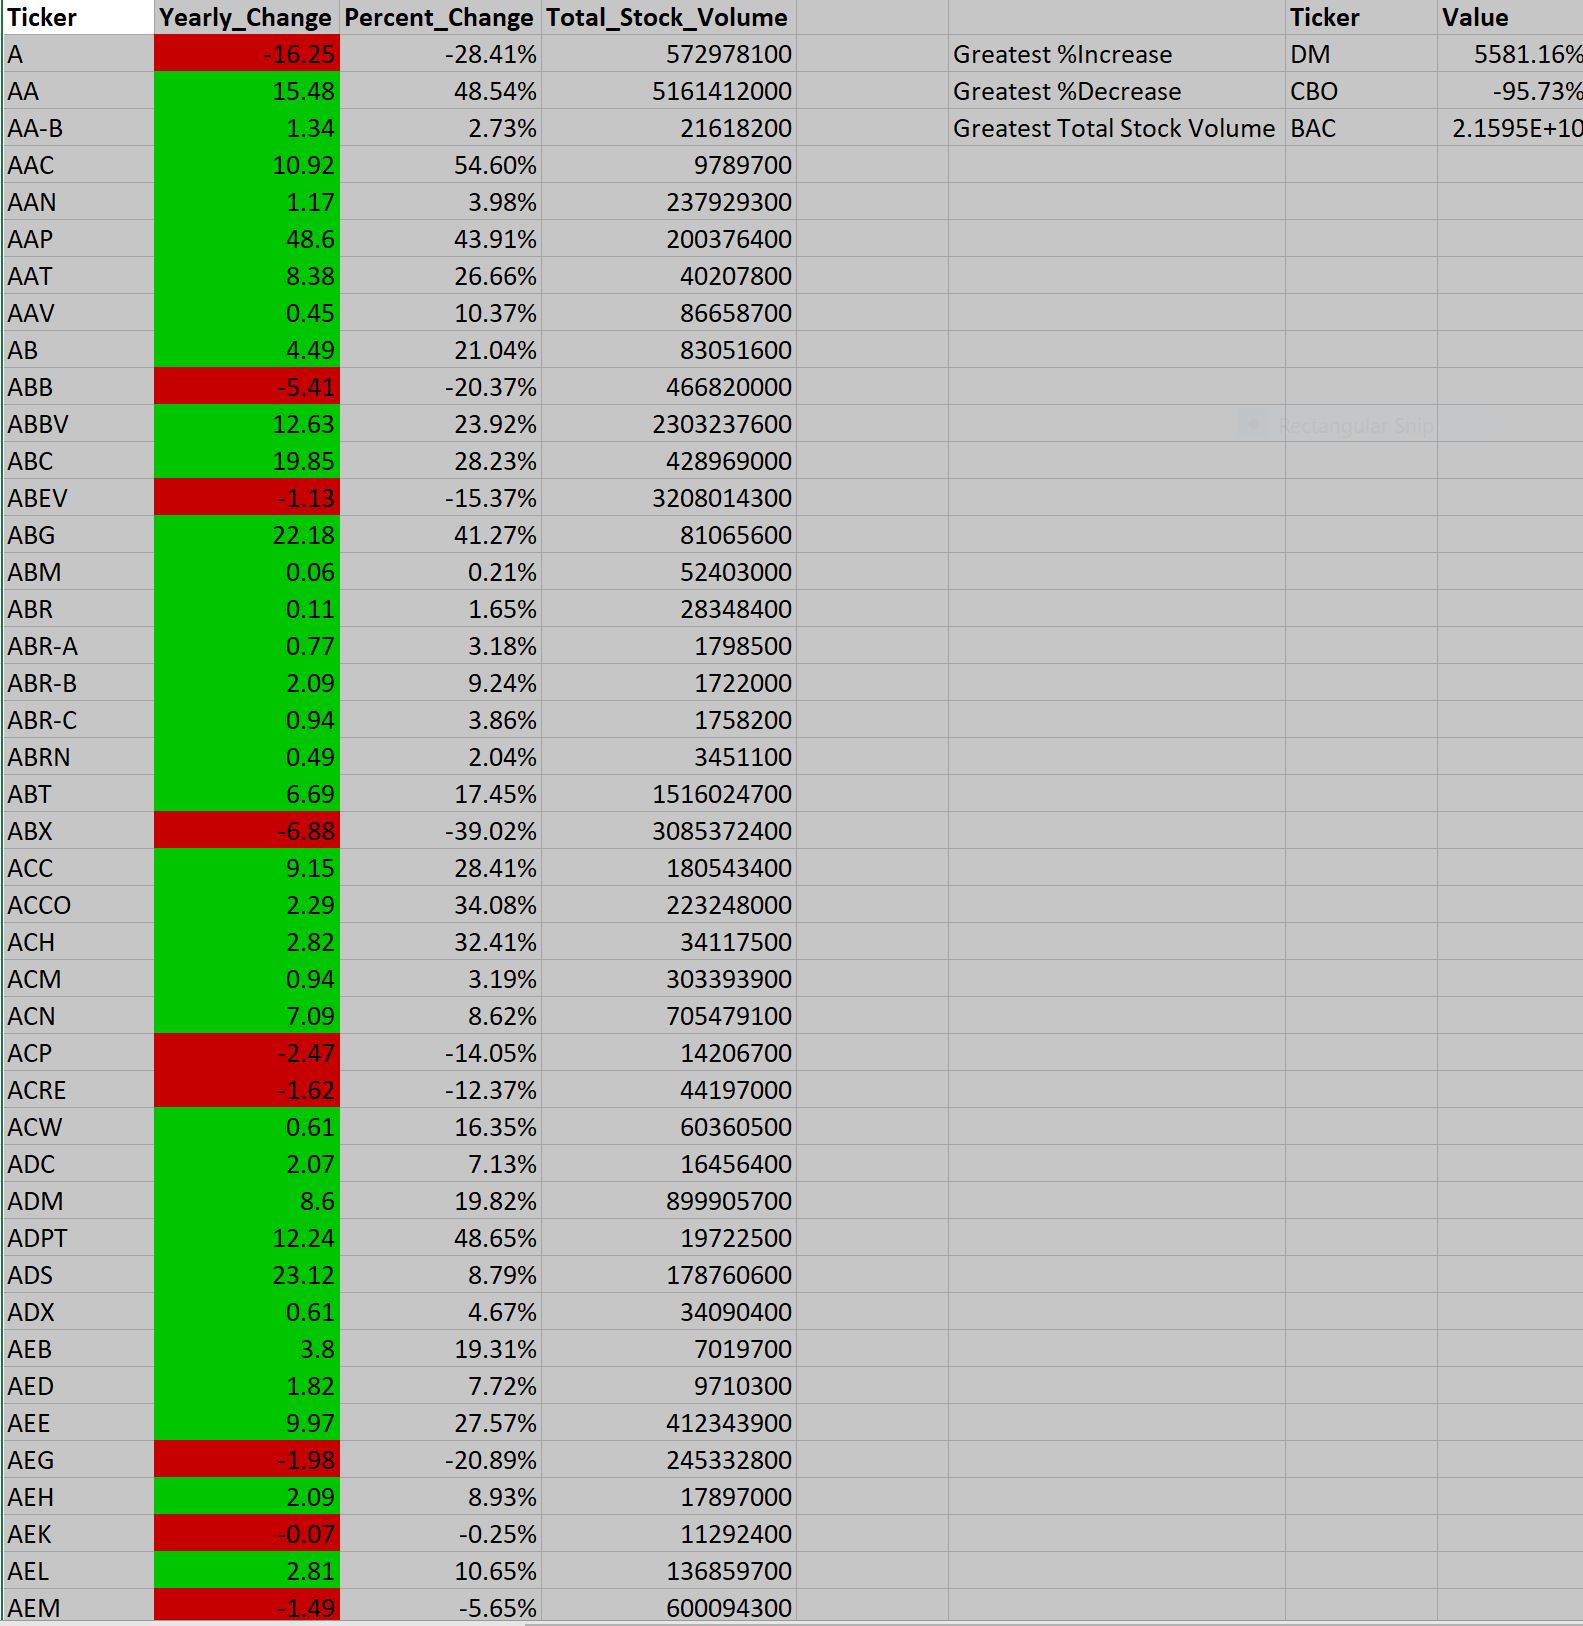 Ticker Yearly_Change Percent_Change Total_Stock_Volume Ticker Value
A -16.25 -28.41% 572978100 Greatest %Increase DM 5581.16%
AA 15.48 48.54% 5161412000 Greatest %Decrease CBO -95.73%
AA-B 1.34 2.73% 21618200 Greatest Total Stock Volume BAC 2.1595E+10
AAC 10.92 54.60% 9789700
AAN 1.17 3.98% 237929300
AAP 48.6 43.91% 200376400
AAT 8.38 26.66% 40207800
AAV 0.45 10.37% 86658700
AB 4.49 21.04% 83051600
ABB -5.41 -20.37% 466820000
ABBV 12.63 23.92% 2303237600 Rectangular Snip
ABC 19.85 28.23% 428969000
ABEV -1.13 -15.37% 3208014300
ABG 22.18 41.27% 81065600
ABM 0.06 0.21% 52403000
ABR 0.11 1.65% 28348400
ABR-A 0.77 3.18% 1798500
ABR-B 2.09 9.24% 1722000
ABR-C 0.94 3.86% 1758200
ABRN 0.49 2.04% 3451100
ABT 6.69 17.45% 1516024700
ABX -6.88 -39.02% 3085372400
ACC 9.15 28.41% 180543400
ACCO 2.29 34.08% 223248000
ACH 2.82 32.41% 34117500
ACM 0.94 3.19% 303393900
ACN 7.09 8.62% 705479100
ACP -2.47 -14.05% 14206700
ACRE -1.62 -12.37% 44197000
ACW 0.61 16.35% 60360500
ADC 2.07 7.13% 16456400
ADM 8.6 19.82% 899905700
ADPT 12.24 48.65% 19722500
ADS 23.12 8.79% 178760600
ADX 0.61 4.67% 34090400
AEB 3.8 19.31% 7019700
AED 1.82 7.72% 9710300
AEE 9.97 27.57% 412343900
AEG -1.98 -20.89% 245332800
AEH 2.09 8.93% 17897000
AEK -0.07 -0.25% 11292400
AEL 2.81 10.65% 136859700
AEM -1.49 -5.65% 600094300